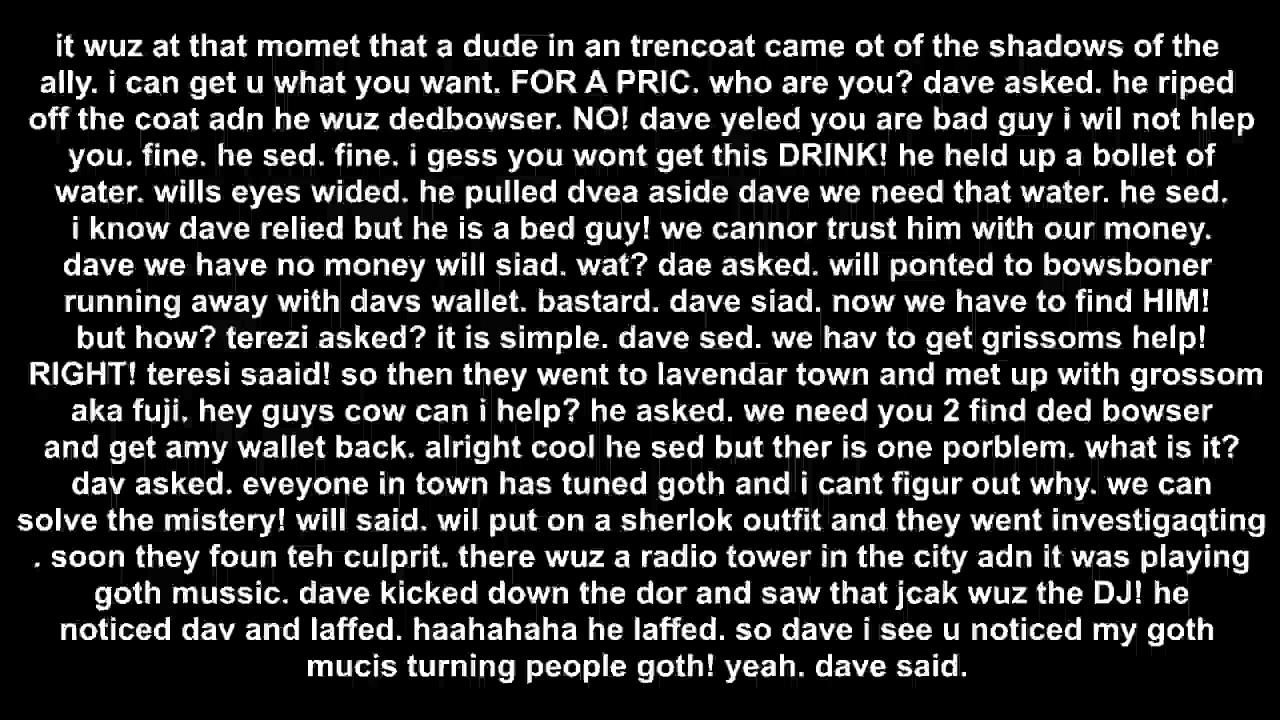 it wuz at that momet that a dude in an trencoat came ot of the shadows of the
ally. i can get u what you want. FOR A PRIC. who are you? dave asked. he riped
off the coat adn he wuz dedbowser. NO! dave yeled you are bad guy i wil not hlep
you. fine. he sed. fine. i gess you wont get this DRINK! he held up a bollet of
water. wills eyes wided. he pulled dvea aside dave we need that water. he sed.
i know dave relied but he is a bed guy! we cannor trust him with our money.
dave we have no money will siad. wat? dae asked. will ponted to bowsboner
running away with davs wallet. bastard. dave siad. now we have to find HIM!
but how? terezi asked? it is simple. dave sed. we hav to get grissoms help!
RIGHT! teresi saaid! so then they went to lavendar town and met up with grossom
aka fuji. hey guys cow can i help? he asked. we need you 2 find ded bowser
and get amy wallet back. alright cool he sed but ther is one porblem. what is it?
dav asked. eveyone in town has tuned goth and i cant figur out why. we can
solve the mistery! will said. wil put on a sherlok outfit and they went investigaqting
. soon they foun teh culprit. there wuz a radio tower in the city adn it was playing
goth mussic. dave kicked down the dor and saw that jcak wuz the DJ! he
noticed dav and laffed. haahahaha he laffed. so dave i see u noticed my goth
mucis turning people goth! yeah. dave said.